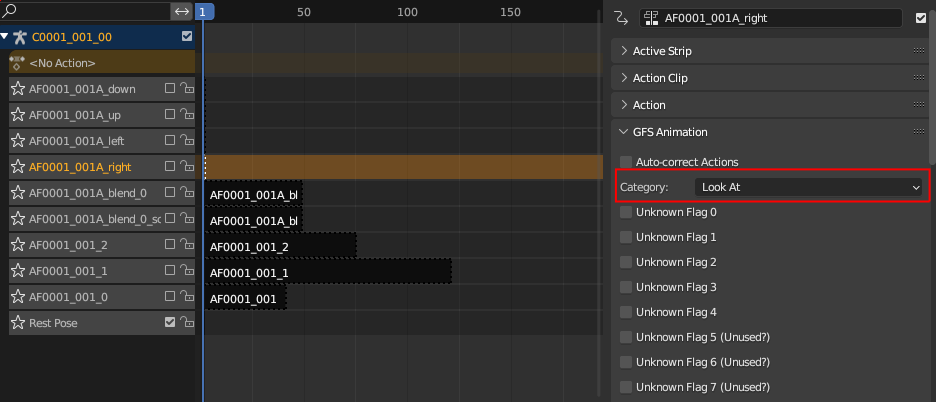 1 50 100 150
C0001_001_00
<No Action>
AF0001_001A_down
AF0001_001A_up
AF0001_001A_left
AF0001_001A_right
AF0001_001A_blend_0 AF0001_001A_bl
AF0001_001A_blend_0_sc AF0001_001A_bl
AF0001_001_2 AF0001_001_2
AF0001_001_1 AF0001_001_1
AF0001_001_0 AF0001_001
Rest Pose
AF0001_001A_right
Active Strip
Action Clip
Action
GFS Animation
Auto-correct Actions
Category: Look At
Unknown Flag 0
Unknown Flag 1
Unknown Flag 2
Unknown Flag 3
Unknown Flag 4
Unknown Flag 5 (Unused?)
Unknown Flag 6 (Unused?)
Unknown Flag 7 (Unused?)